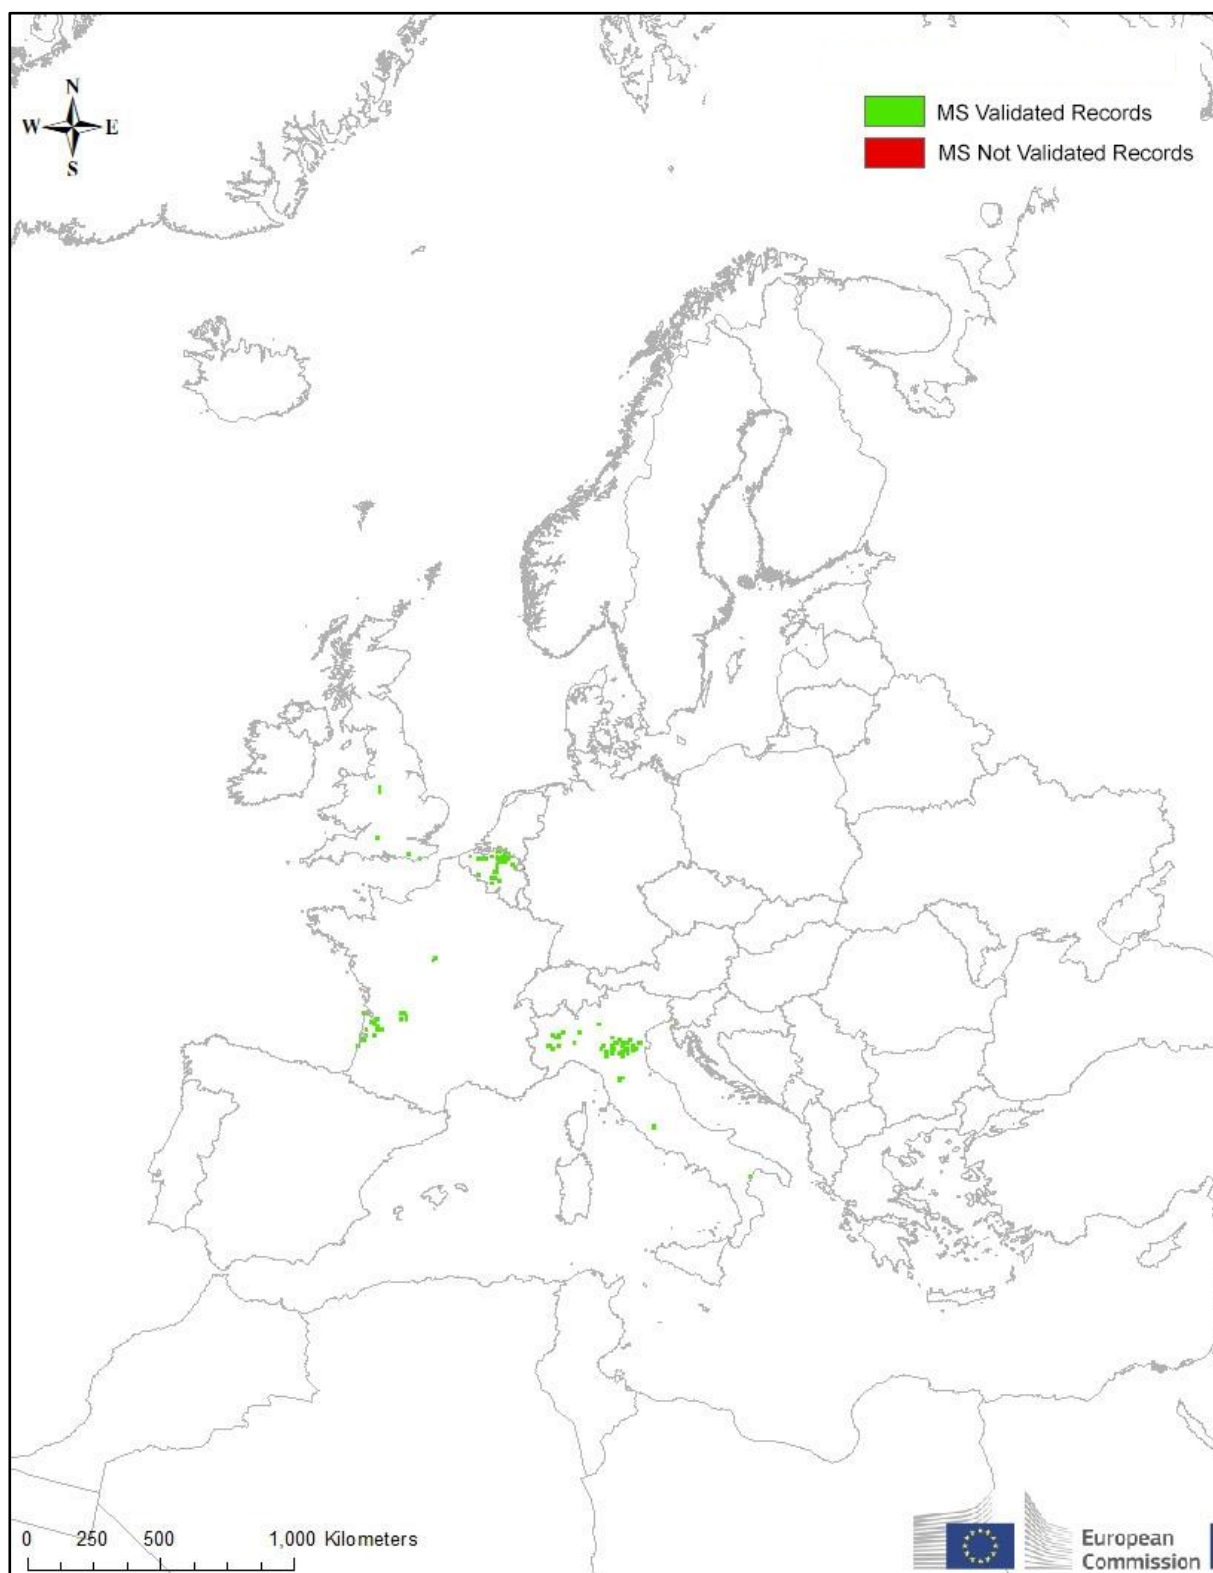 N
W E
S
MS Validated Records
MS Not Validated Records
0 250 500 1,000 Kilometers
European
Commission